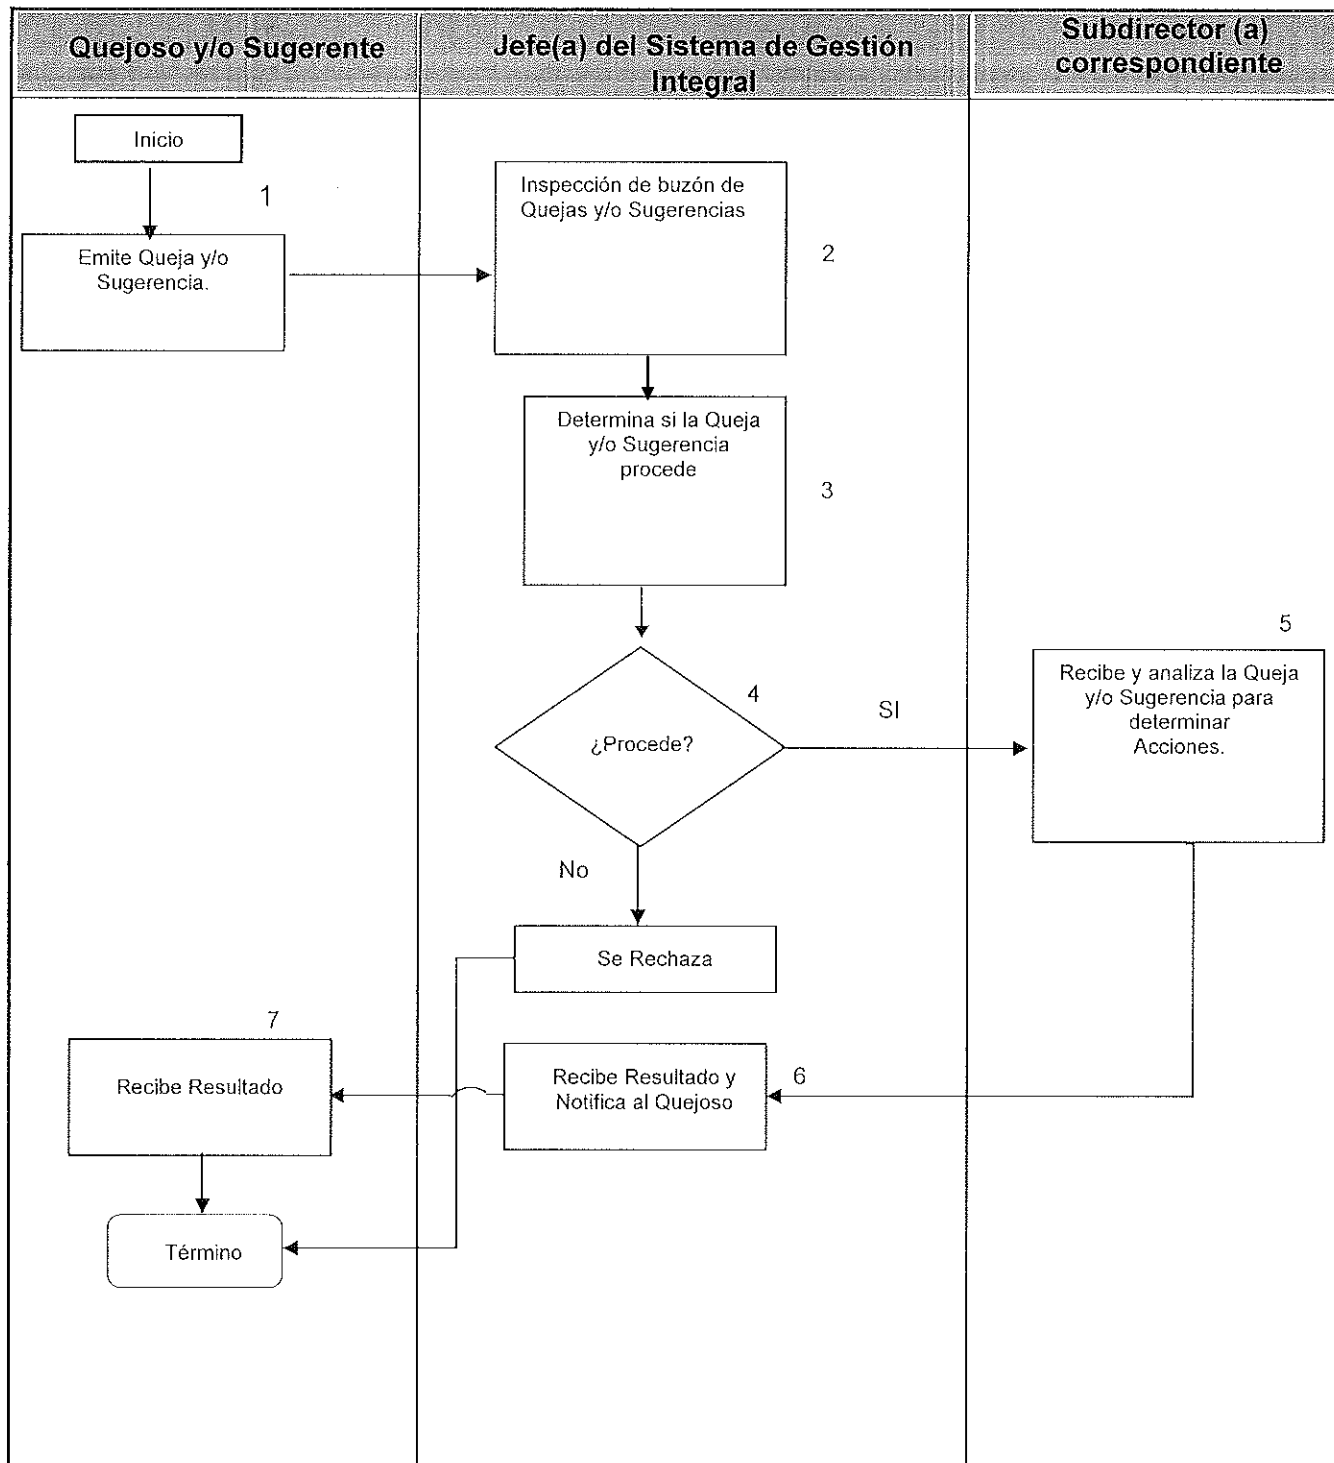 Quejoso y/o Sugerente
Jefe(a) del Sistema de Gestión
Integral
Subdirector (a)
correspondiente
Inicio
1
Emite Queja y/o
Sugerencia.
Inspección de buzón de
Quejas y/o Sugerencias
2
Determina si la Queja
y/o Sugerencia
procede
3
4
¿Procede?
SI
5
Recibe y analiza la Queja
y/o Sugerencia para
determinar
Acciones.
No
Se Rechaza
6
Recibe Resultado y
Notifica al Quejoso
7
Recibe Resultado
Término